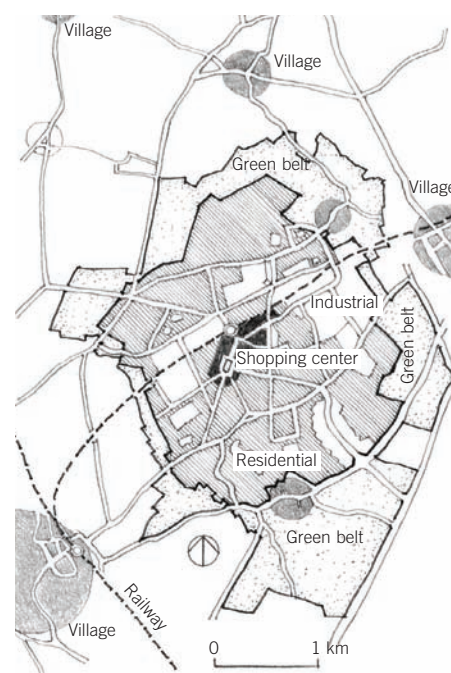 Village
Village
Green belt
Village
Industrial
Green belt
Shopping center
Residential
Green belt
Railway
Village
0 1 km